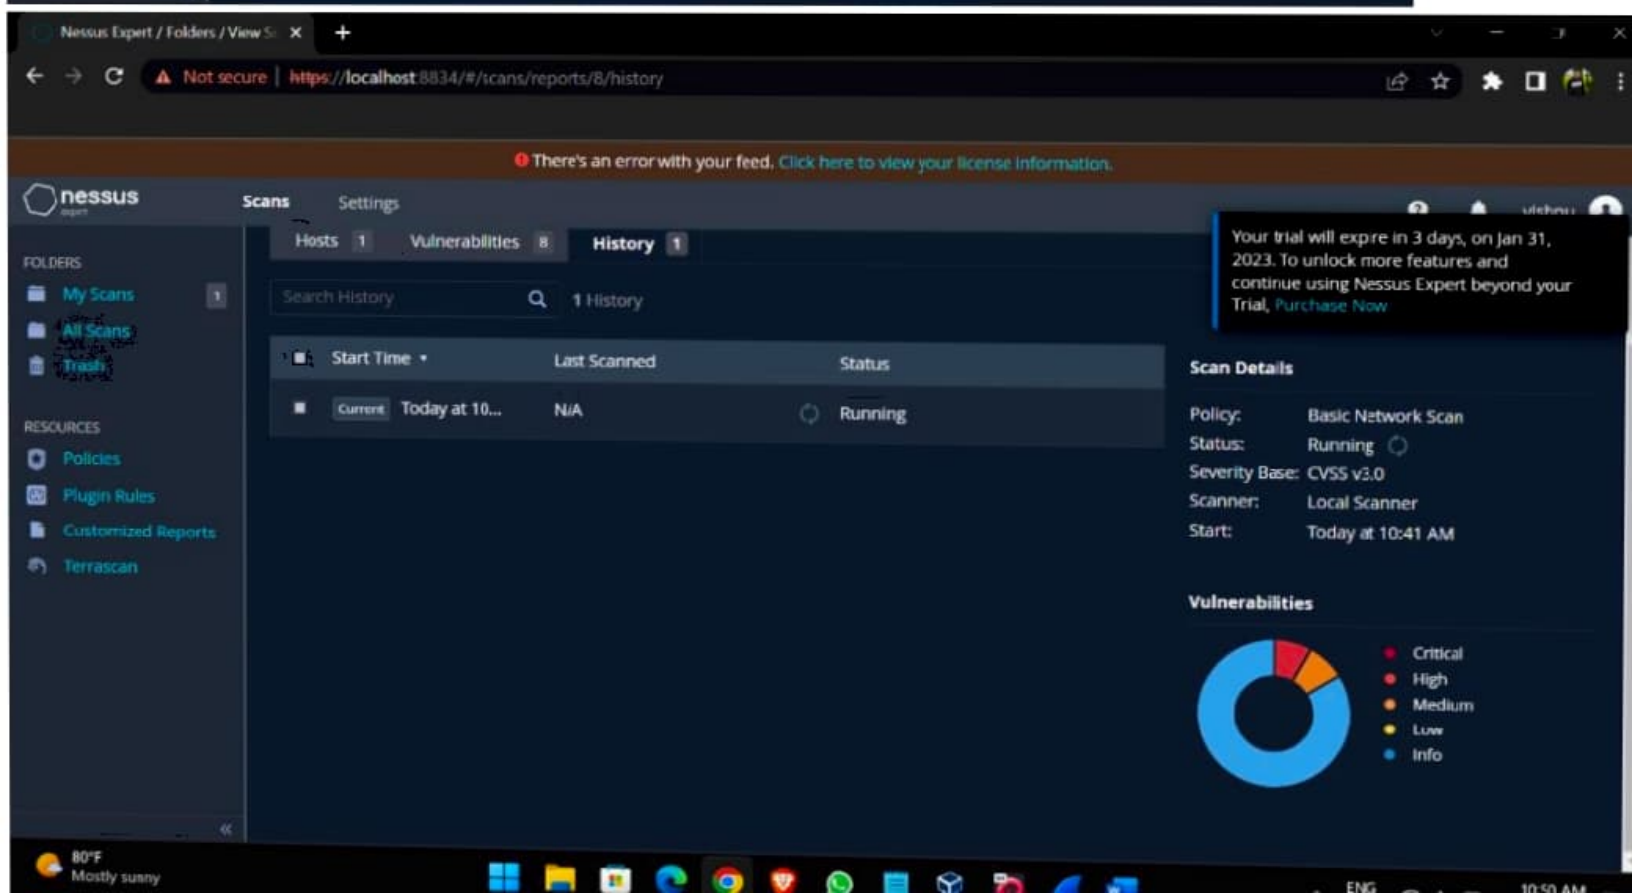 Nessus Expert / Folders / View S
Not secure | https://localhost:8834/#/scans/reports/8/history
There's an error with your feed. Click here to view your license information.
nessus
expert
Scans Settings
vishnu
Hosts 1 Vulnerabilities 8 History 1
Your trial will expire in 3 days, on Jan 31,
2023. To unlock more features and
continue using Nessus Expert beyond your
Trial, Purchase Now
FOLDERS
My Scans 1
All Scans
Trash
RESOURCES
Policies
Plugin Rules
Customized Reports
Terrascan
Search History 1 History
Start Time Last Scanned Status
Current Today at 10... N/A Running
Scan Details
Policy: Basic Network Scan
Status: Running
Severity Base: CVSS v3.0
Scanner: Local Scanner
Start: Today at 10:41 AM
Vulnerabilities
Critical
High
Medium
Low
Info
80°F
Mostly sunny
ENG
10:50 AM